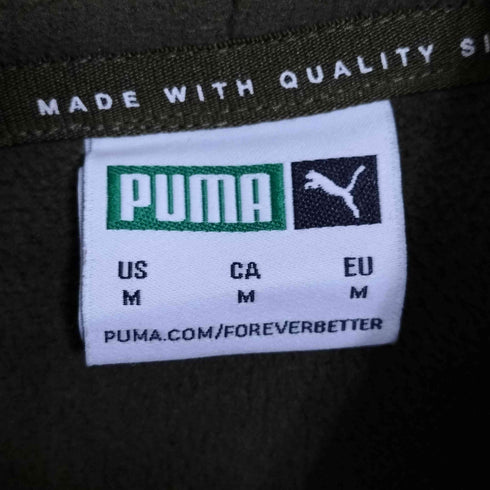 MADE WITH QUALITY
PUMA
US CA EU
M M M
PUMA.COM/FOREVERBETTER